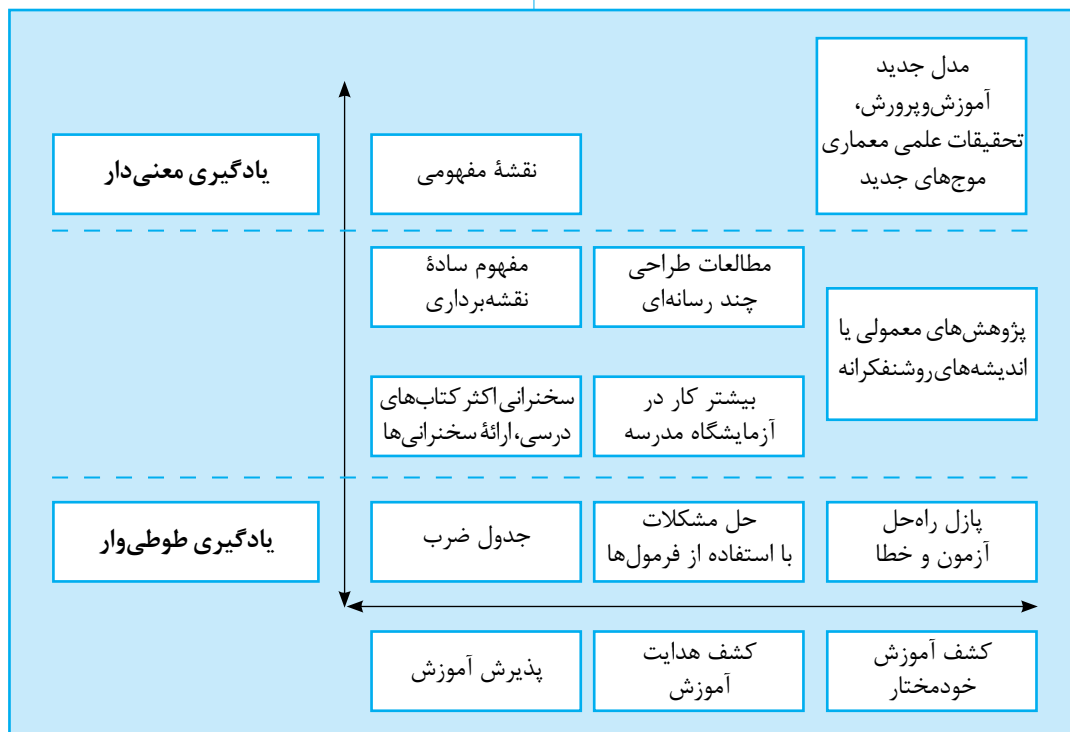 مدل جدید
آموزش‌وپرورش،
تحقیقات علمی معماری
موج‌های جدید
نقشۀ مفهومی
یادگیری معنی‌دار
پژوهش‌های معمولی یا
اندیشه‌های روشنفکرانه
مطالعات طراحی
چند رسانه‌ای
مفهوم سادۀ
نقشه‌برداری
بیشتر کار در
آزمایشگاه مدرسه
سخنرانی اکثر کتاب‌های
درسی، ارائۀ سخنرانی‌ها
پازل راه‌حل
آزمون و خطا
حل مشکلات
با استفاده از فرمول‌ها
جدول ضرب
یادگیری طوطی‌وار
کشف آموزش
خودمختار
کشف هدایت
آموزش
پذیرش آموزش